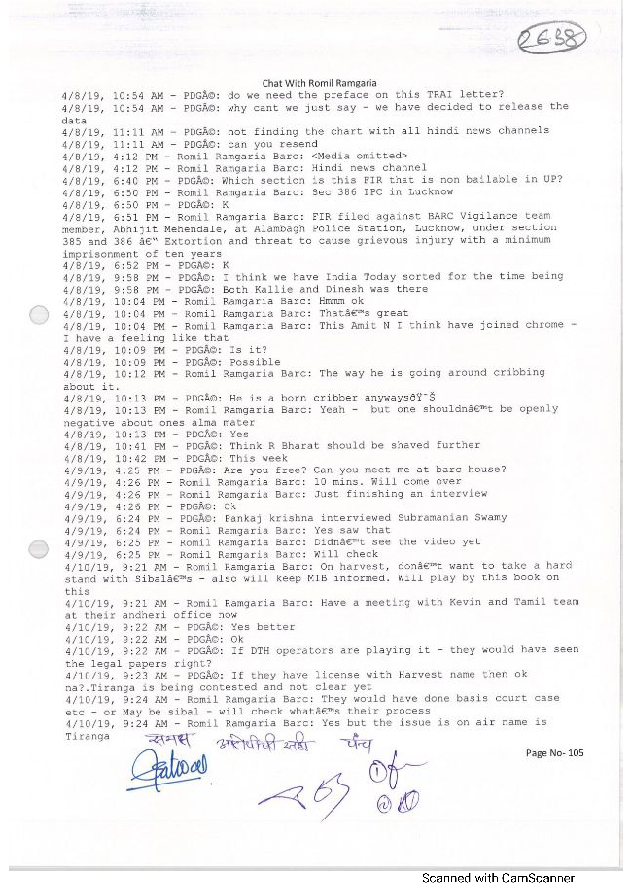 2638
Chat With Romil Ramgaria
4/8/19, 10:54 AM - PDGÂ©: do we need the preface on this TRAI letter?
4/8/19, 10:54 AM - PDGÂ©: why cant we just say - we have decided to release the
data
4/8/19, 11:11 AM - PDGÂ©: not finding the chart with all hindi news channels
4/8/19, 11:11 AM - PDGÂ©: can you resend
4/8/19, 4:12 PM - Romil Ramgaria Barc: <Media omitted>
4/8/19, 4:12 PM - Romil Ramgaria Barc: Hindi news channel
4/8/19, 6:40 PM - PDGÂ©: Which section is this FIR that is non bailable in UP?
4/8/19, 6:50 PM - Romil Ramgaria Barc: Sec 386 IPC in Lucknow
4/8/19, 6:50 PM - PDGÂ©: K
4/8/19, 6:51 PM - Romil Ramgaria Barc: FIR filed against BARC Vigilance team
member, Abhijit Mehendale, at Alambagh Police Station, Lucknow, under section
385 and 386 â€“ Extortion and threat to cause grievous injury with a minimum
imprisonment of ten years
4/8/19, 6:52 PM - PDGÂ©: K
4/8/19, 9:58 PM - PDGÂ©: I think we have India Today sorted for the time being
4/8/19, 9:58 PM - PDGÂ©: Both Kallie and Dinesh was there
4/8/19, 10:04 PM - Romil Ramgaria Barc: Hmmm ok
4/8/19, 10:04 PM - Romil Ramgaria Barc: Thatâ€™s great
4/8/19, 10:04 PM - Romil Ramgaria Barc: This Amit N I think have joined chrome -
I have a feeling like that
4/8/19, 10:09 PM - PDGÂ©: Is it?
4/8/19, 10:09 PM - PDGÂ©: Possible
4/8/19, 10:12 PM - Romil Ramgaria Barc: The way he is going around cribbing
about it.
4/8/19, 10:13 PM - PDGÂ©: He is a born cribber anywaysðŸ˜Š
4/8/19, 10:13 PM - Romil Ramgaria Barc: Yeah - but one shouldnâ€™t be openly
negative about ones alma mater
4/8/19, 10:13 PM - PDGÂ©: Yes
4/8/19, 10:41 PM - PDGÂ©: Think R Bharat should be shaved further
4/8/19, 10:42 PM - PDGÂ©: This week
4/9/19, 4:25 PM - PDGÂ©: Are you free? Can you meet me at barc house?
4/9/19, 4:26 PM - Romil Ramgaria Barc: 10 mins. Will come over
4/9/19, 4:26 PM - Romil Ramgaria Barc: Just finishing an interview
4/9/19, 4:26 PM - PDGÂ©: Ok
4/9/19, 6:24 PM - PDGÂ©: Pankaj krishna interviewed Subramanian Swamy
4/9/19, 6:24 PM - Romil Ramgaria Barc: Yes saw that
4/9/19, 6:25 PM - Romil Ramgaria Barc: Didnâ€™t see the video yet
4/9/19, 6:25 PM - Romil Ramgaria Barc: Will check
4/10/19, 9:21 AM - Romil Ramgaria Barc: On harvest, donâ€™t want to take a hard
stand with Sibalâ€™s - also will keep MIB informed. Will play by this book on
this
4/10/19, 9:21 AM - Romil Ramgaria Barc: Have a meeting with Kevin and Tamil team
at their andheri office now
4/10/19, 9:22 AM - PDGÂ©: Yes better
4/10/19, 9:22 AM - PDGÂ©: Ok
4/10/19, 9:22 AM - PDGÂ©: If DTH operators are playing it - they would have seen
the legal papers right?
4/10/19, 9:23 AM - PDGÂ©: If they have license with Harvest name then ok
na?.Tiranga is being contested and not clear yet
4/10/19, 9:24 AM - Romil Ramgaria Barc: They would have done basis court case
etc - or May be sibal - will check whatâ€™s their process
4/10/19, 9:24 AM - Romil Ramgaria Barc: Yes but the issue is on air name is
Tiranga
समक्ष
Page No- 105
Scanned with CamScanner